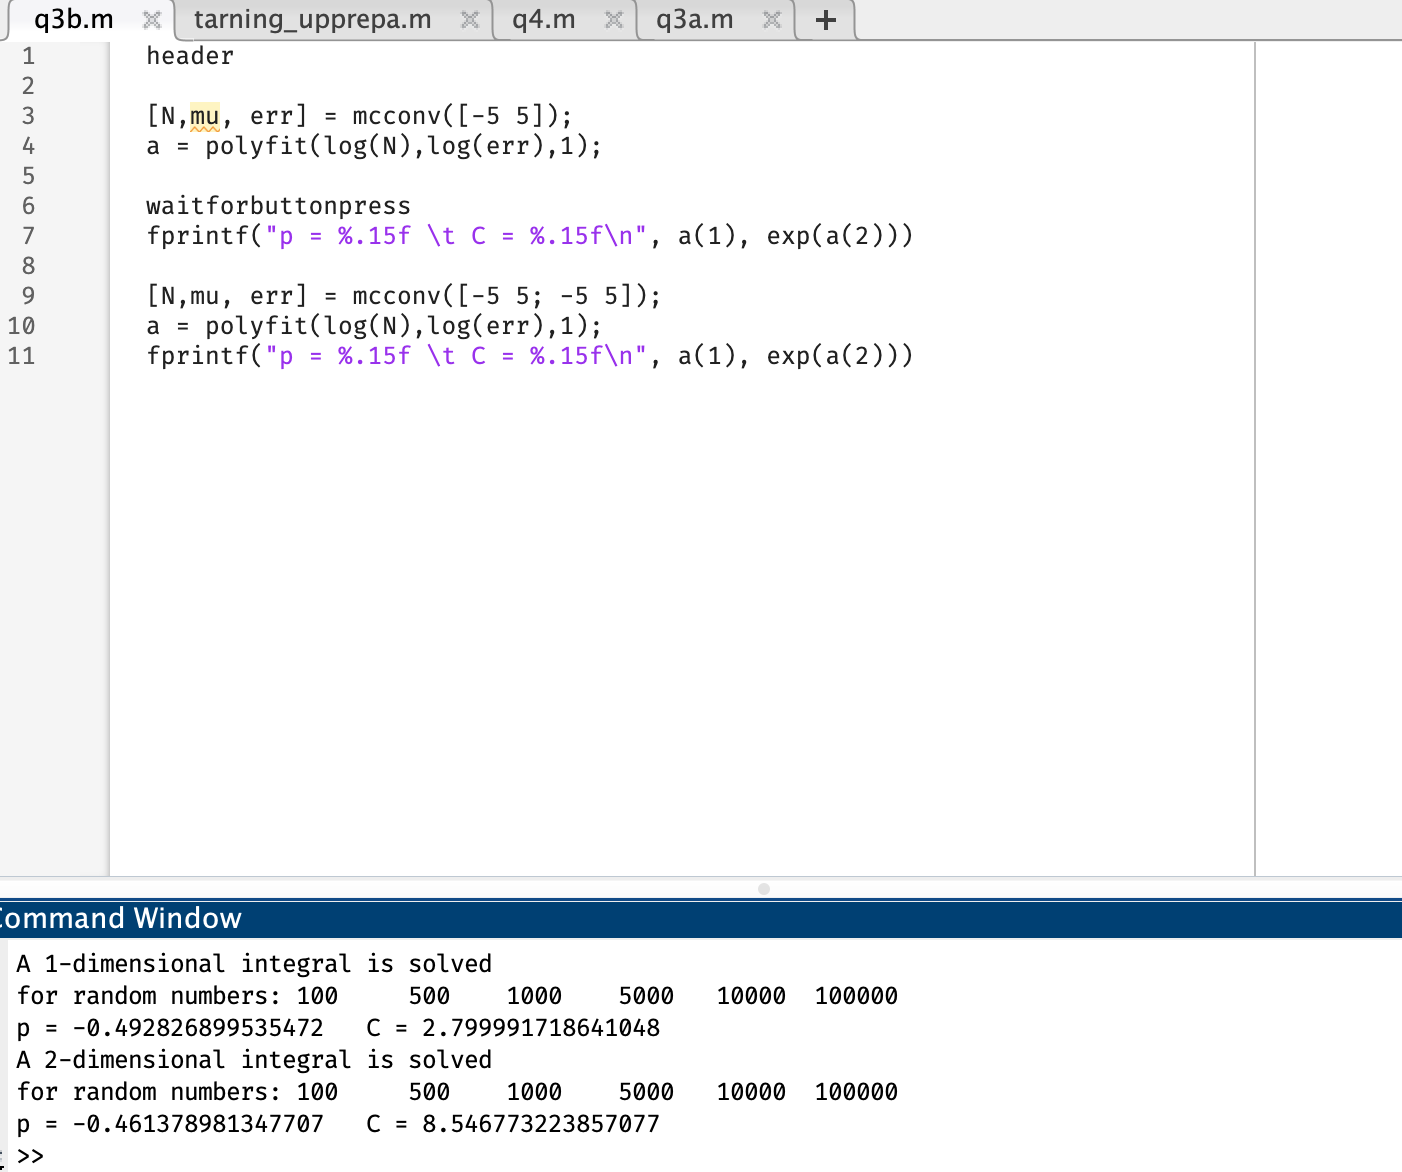 q3b.m tarning_upprepa.m q4.m q3a.m +
1 header
2
3 [N,mu, err] = mcconv([-5 5]);
4 a = polyfit(log(N),log(err),1);
5
6 waitforbuttonpress
7 fprintf("p = %.15f \t C = %.15f\n", a(1), exp(a(2)))
8
9 [N,mu, err] = mcconv([-5 5; -5 5]);
10 a = polyfit(log(N),log(err),1);
11 fprintf("p = %.15f \t C = %.15f\n", a(1), exp(a(2)))
Command Window
A 1-dimensional integral is solved
for random numbers: 100 500 1000 5000 10000 100000
p = -0.492826899535472 C = 2.799991718641048
A 2-dimensional integral is solved
for random numbers: 100 500 1000 5000 10000 100000
p = -0.461378981347707 C = 8.546773223857077
>>